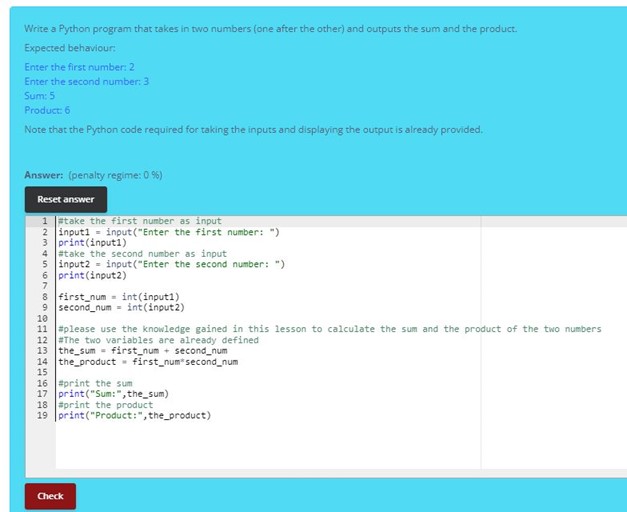 Write a Python program that takes in two numbers (one after the other) and outputs the sum and the product.
Expected behaviour:
Enter the first number: 2
Enter the second number: 3
Sum: 5
Product: 6
Note that the Python code required for taking the inputs and displaying the output is already provided.
Answer: (penalty regime: 0 %)
Reset answer
1 #take the first number as input
2 input1 = input("Enter the first number: ")
3 print(input1)
4 #take the second number as input
5 input2 = input("Enter the second number: ")
6 print(input2)
7
8 first_num = int(input1)
9 second_num = int(input2)
10
11 #please use the knowledge gained in this lesson to calculate the sum and the product of the two numbers
12 #The two variables are already defined
13 the_sum = first_num + second_num
14 the_product = first_num*second_num
15
16 #print the sum
17 print("Sum:",the_sum)
18 #print the product
19 print("Product:",the_product)
Check